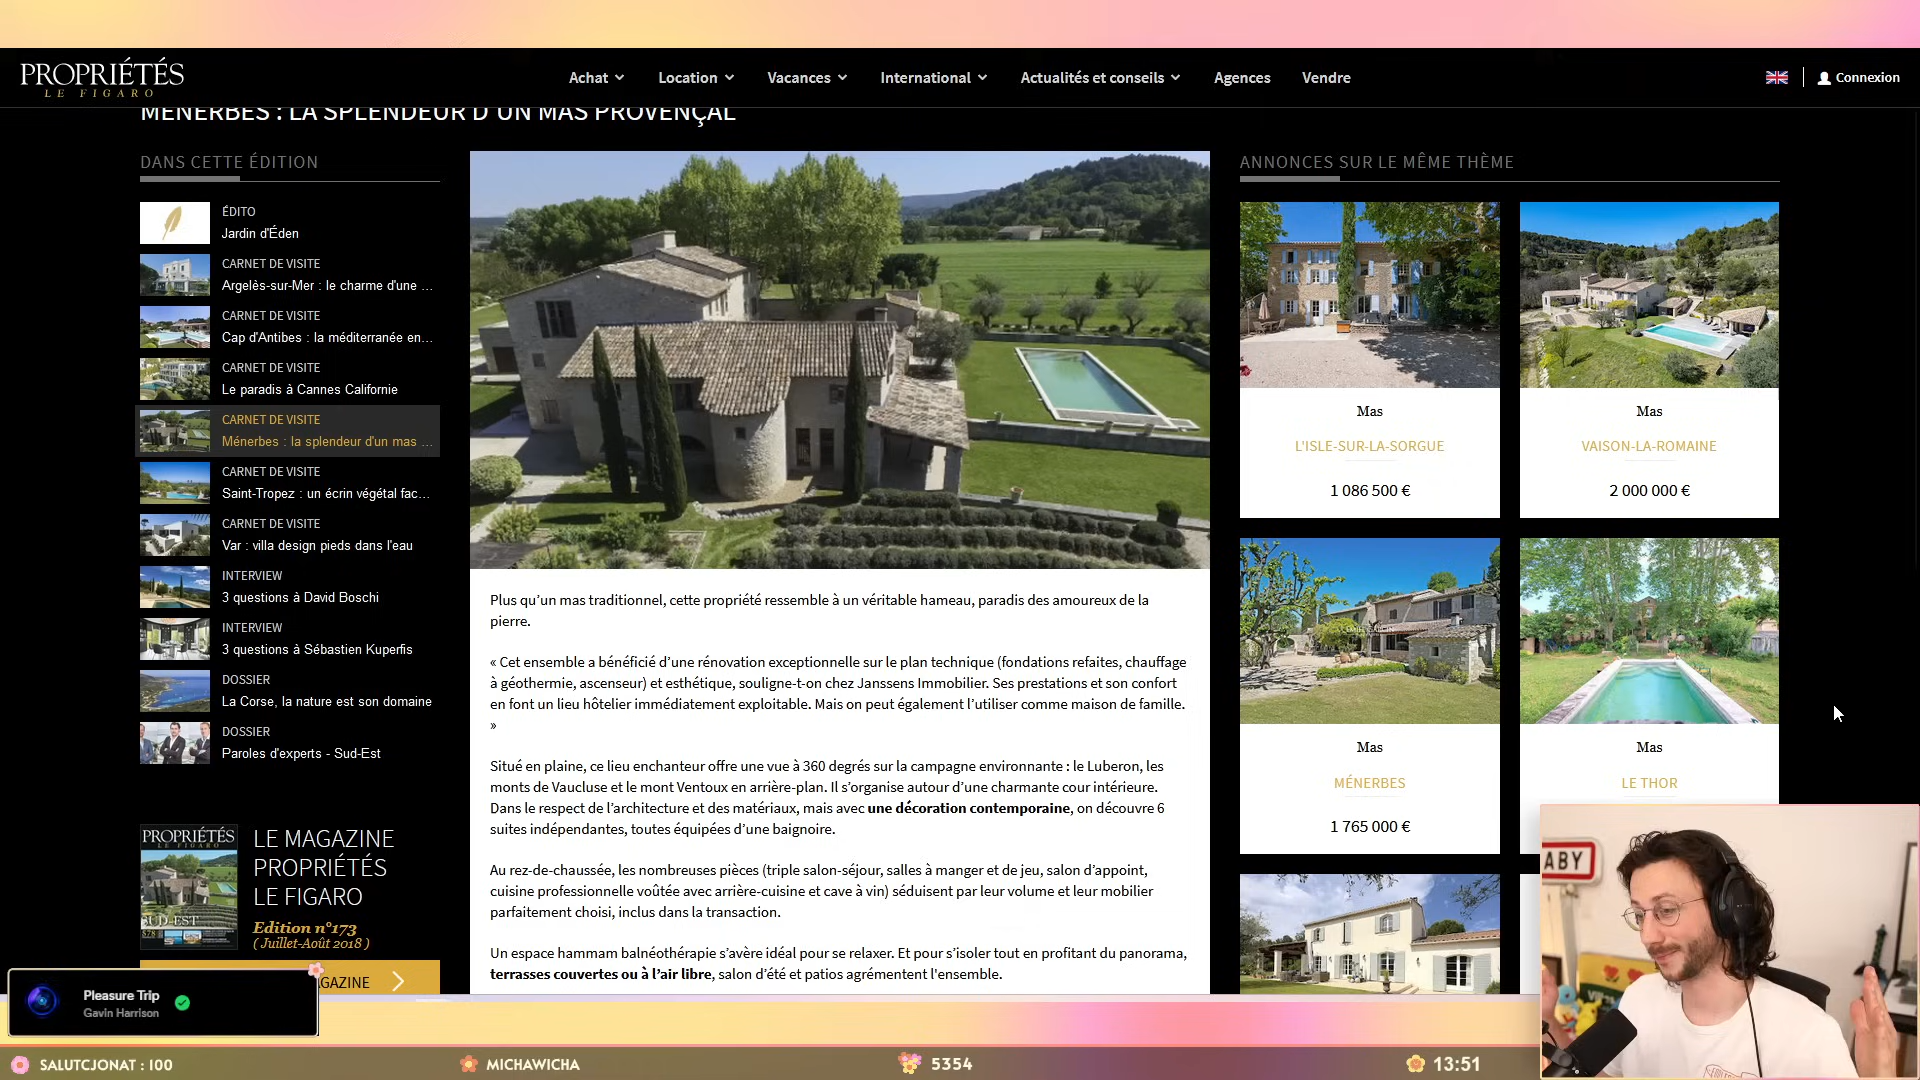 PROPRIÉTÉS
LE FIGARO
Achat
Location
Vacances
International
Actualités et conseils
Agences
Vendre
Connexion
MÉNERBES : LA SPLENDEUR D'UN MAS PROVENÇAL
DANS CETTE ÉDITION
ÉDITO
Jardin d'Éden
CARNET DE VISITE
Argelès-sur-Mer : le charme d'une ...
CARNET DE VISITE
Cap d'Antibes : la méditerranée en...
CARNET DE VISITE
Le paradis à Cannes Californie
CARNET DE VISITE
Ménerbes : la splendeur d'un mas ...
CARNET DE VISITE
Saint-Tropez : un écrin végétal fac...
CARNET DE VISITE
Var : villa design pieds dans l'eau
INTERVIEW
3 questions à David Boschi
INTERVIEW
3 questions à Sébastien Kuperfis
DOSSIER
La Corse, la nature est son domaine
DOSSIER
Paroles d'experts - Sud-Est
PROPRIÉTÉS
LE FIGARO
SUD-EST
LE MAGAZINE
PROPRIÉTÉS
LE FIGARO
Edition n°173
( Juillet-Août 2018 )
AGAZINE
Plus qu'un mas traditionnel, cette propriété ressemble à un véritable hameau, paradis des amoureux de la
pierre.
« Cet ensemble a bénéficié d'une rénovation exceptionnelle sur le plan technique (fondations refaites, chauffage
à géothermie, ascenseur) et esthétique, souligne-t-on chez Janssens Immobilier. Ses prestations et son confort
en font un lieu hôtelier immédiatement exploitable. Mais on peut également l'utiliser comme maison de famille.
»
Situé en plaine, ce lieu enchanteur offre une vue à 360 degrés sur la campagne environnante : le Luberon, les
monts de Vaucluse et le mont Ventoux en arrière-plan. Il s'organise autour d'une charmante cour intérieure.
Dans le respect de l'architecture et des matériaux, mais avec une décoration contemporaine, on découvre 6
suites indépendantes, toutes équipées d'une baignoire.
Au rez-de-chaussée, les nombreuses pièces (triple salon-séjour, salles à manger et de jeu, salon d'appoint,
cuisine professionnelle voûtée avec arrière-cuisine et cave à vin) séduisent par leur volume et leur mobilier
parfaitement choisi, inclus dans la transaction.
Un espace hammam balnéothérapie s'avère idéal pour se relaxer. Et pour s'isoler tout en profitant du panorama,
terrasses couvertes ou à l'air libre, salon d'été et patios agrémentent l'ensemble.
ANNONCES SUR LE MÊME THÈME
Mas
L'ISLE-SUR-LA-SORGUE
1 086 500 €
Mas
VAISON-LA-ROMAINE
2 000 000 €
Mas
MÉNERBES
1 765 000 €
Mas
LE THOR
ABY
Pleasure Trip
Gavin Harrison
SALUTCJONAT : 100
MICHAWICHA
5354
13:51